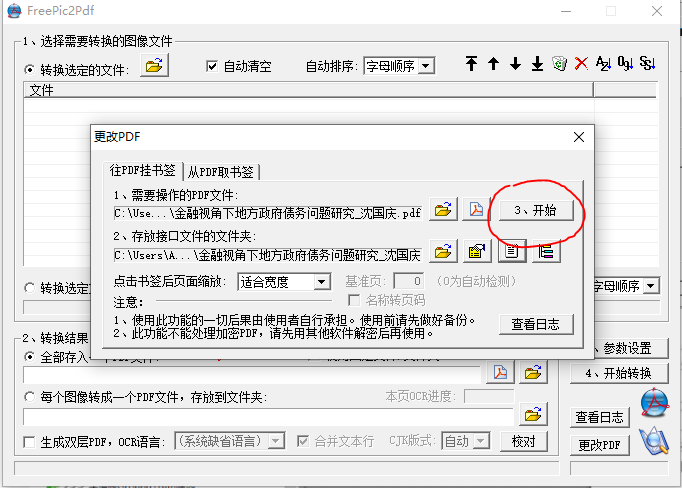 FreePic2Pdf
1、选择需要转换的图像文件
转换选定的文件:
自动清空
自动排序:
字母顺序
文件
更改PDF
往PDF挂书签
从PDF取书签
1、需要操作的PDF文件:
C:\Use...\金融视角下地方政府债务问题研究_沈国庆.pdf
3、开始
2、存放接口文件的文件夹:
C:\Users\A...\金融视角下地方政府债务问题研究_沈国庆
点击书签后页面缩放:
适合宽度
基准页:
0
(0为自动检测)
注意:
名称转页码
1、使用此功能的一切后果由使用者自行承担。使用前请先做好备份。
2、此功能不能处理加密PDF,请先用其他软件解密后再使用。
查看日志
转换选定
字母顺序
2、转换结果
全部存入一
、参数设置
4、开始转换
每个图像转成一个PDF文件，存放到文件夹:
本页OCR进度:
查看日志
生成双层PDF，OCR语言:
(系统缺省语言)
合并文本行
CJK版式:
自动
校对
更改PDF